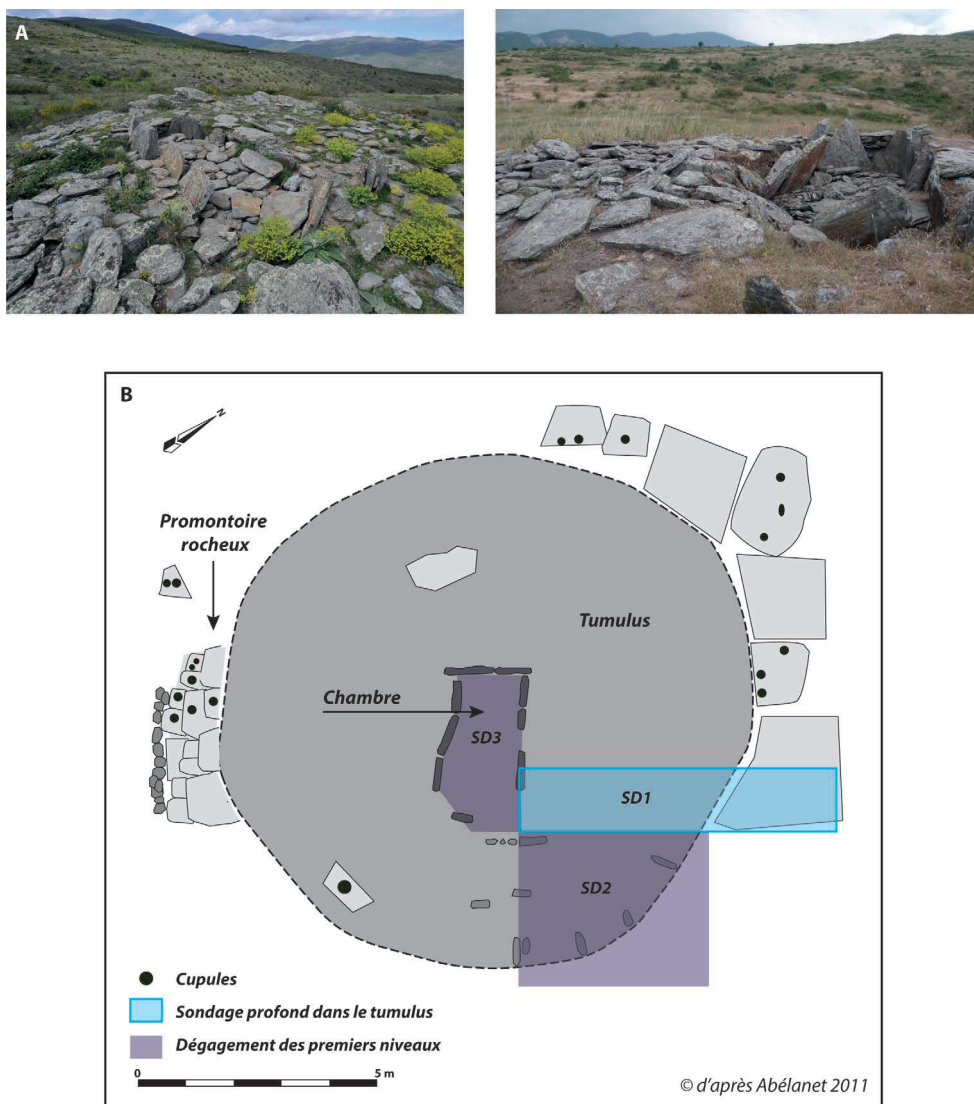 A
B
N
Promontoire
rocheux
Tumulus
Chambre
SD3
SD1
SD2
Cupules
Sondage profond dans le tumulus
Dégagement des premiers niveaux
0
5 m
© d'après Abélanet 2011